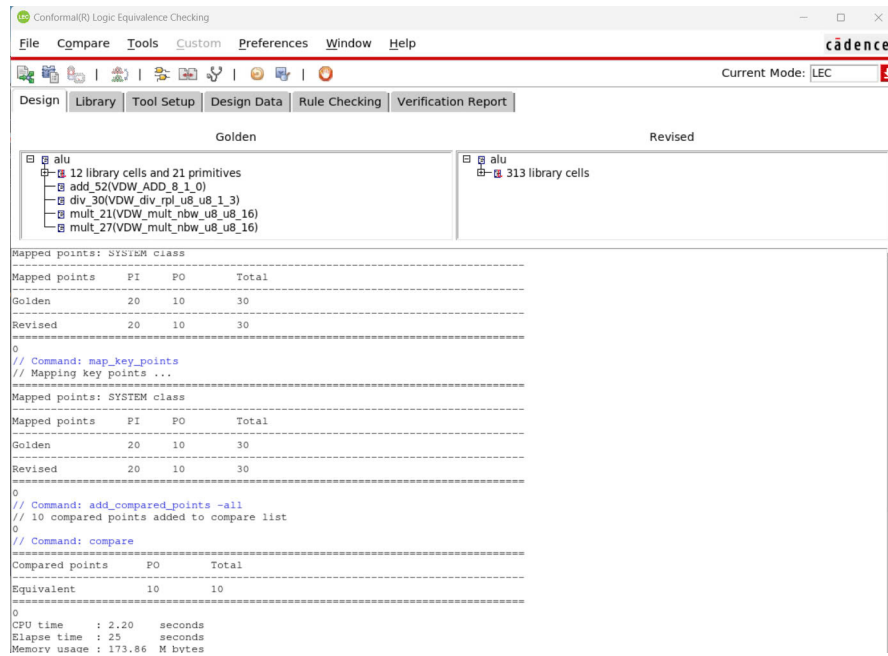 LEC Conformal(R) Logic Equivalence Checking
File Compare Tools Custom Preferences Window Help
cādence
Current Mode: LEC
Design Library Tool Setup Design Data Rule Checking Verification Report
Golden Revised
alu
12 library cells and 21 primitives
add_52(VDW_ADD_8_1_0)
div_30(VDW_div_rpl_u8_u8_1_3)
mult_21(VDW_mult_nbw_u8_u8_16)
mult_27(VDW_mult_nbw_u8_u8_16)
alu
313 library cells
Mapped points: SYSTEM class
--------------------------------------------------------------------------------
Mapped points PI PO Total
--------------------------------------------------------------------------------
Golden 20 10 30
--------------------------------------------------------------------------------
Revised 20 10 30
================================================================================
0
// Command: map_key_points
// Mapping key points ...
================================================================================
Mapped points: SYSTEM class
--------------------------------------------------------------------------------
Mapped points PI PO Total
--------------------------------------------------------------------------------
Golden 20 10 30
--------------------------------------------------------------------------------
Revised 20 10 30
================================================================================
0
// Command: add_compared_points -all
// 10 compared points added to compare list
0
// Command: compare
================================================================================
Compared points PO Total
--------------------------------------------------------------------------------
Equivalent 10 10
================================================================================
0
CPU time : 2.20 seconds
Elapse time : 25 seconds
Memory usage : 173.86 M bytes